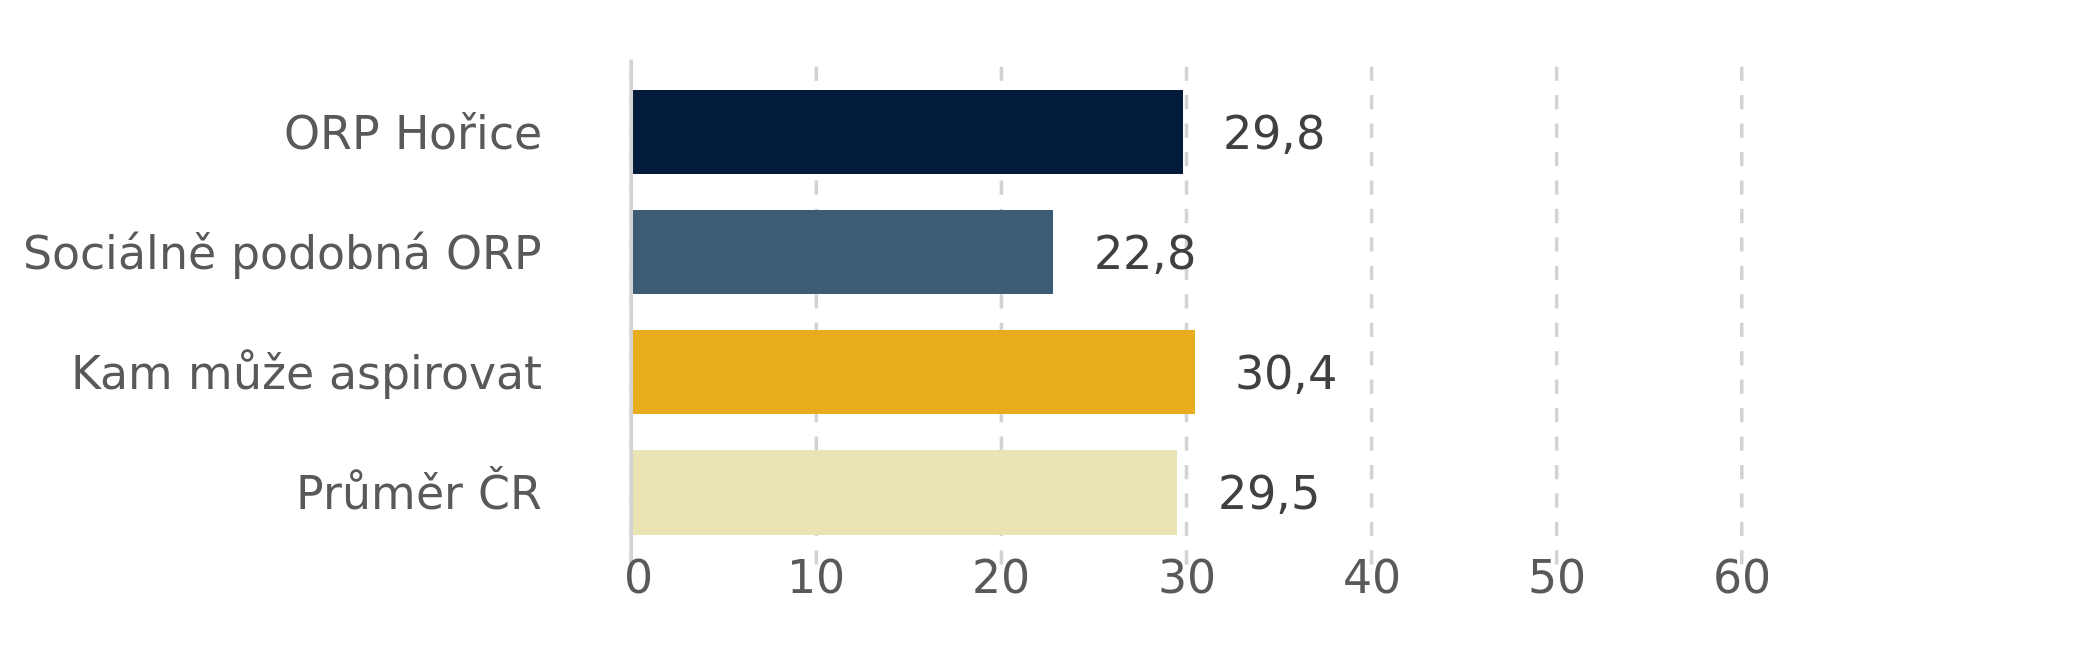 ORP Hořice 29,8
Sociálně podobná ORP 22,8
Kam může aspirovat 30,4
Průměr ČR 29,5
0 10 20 30 40 50 60